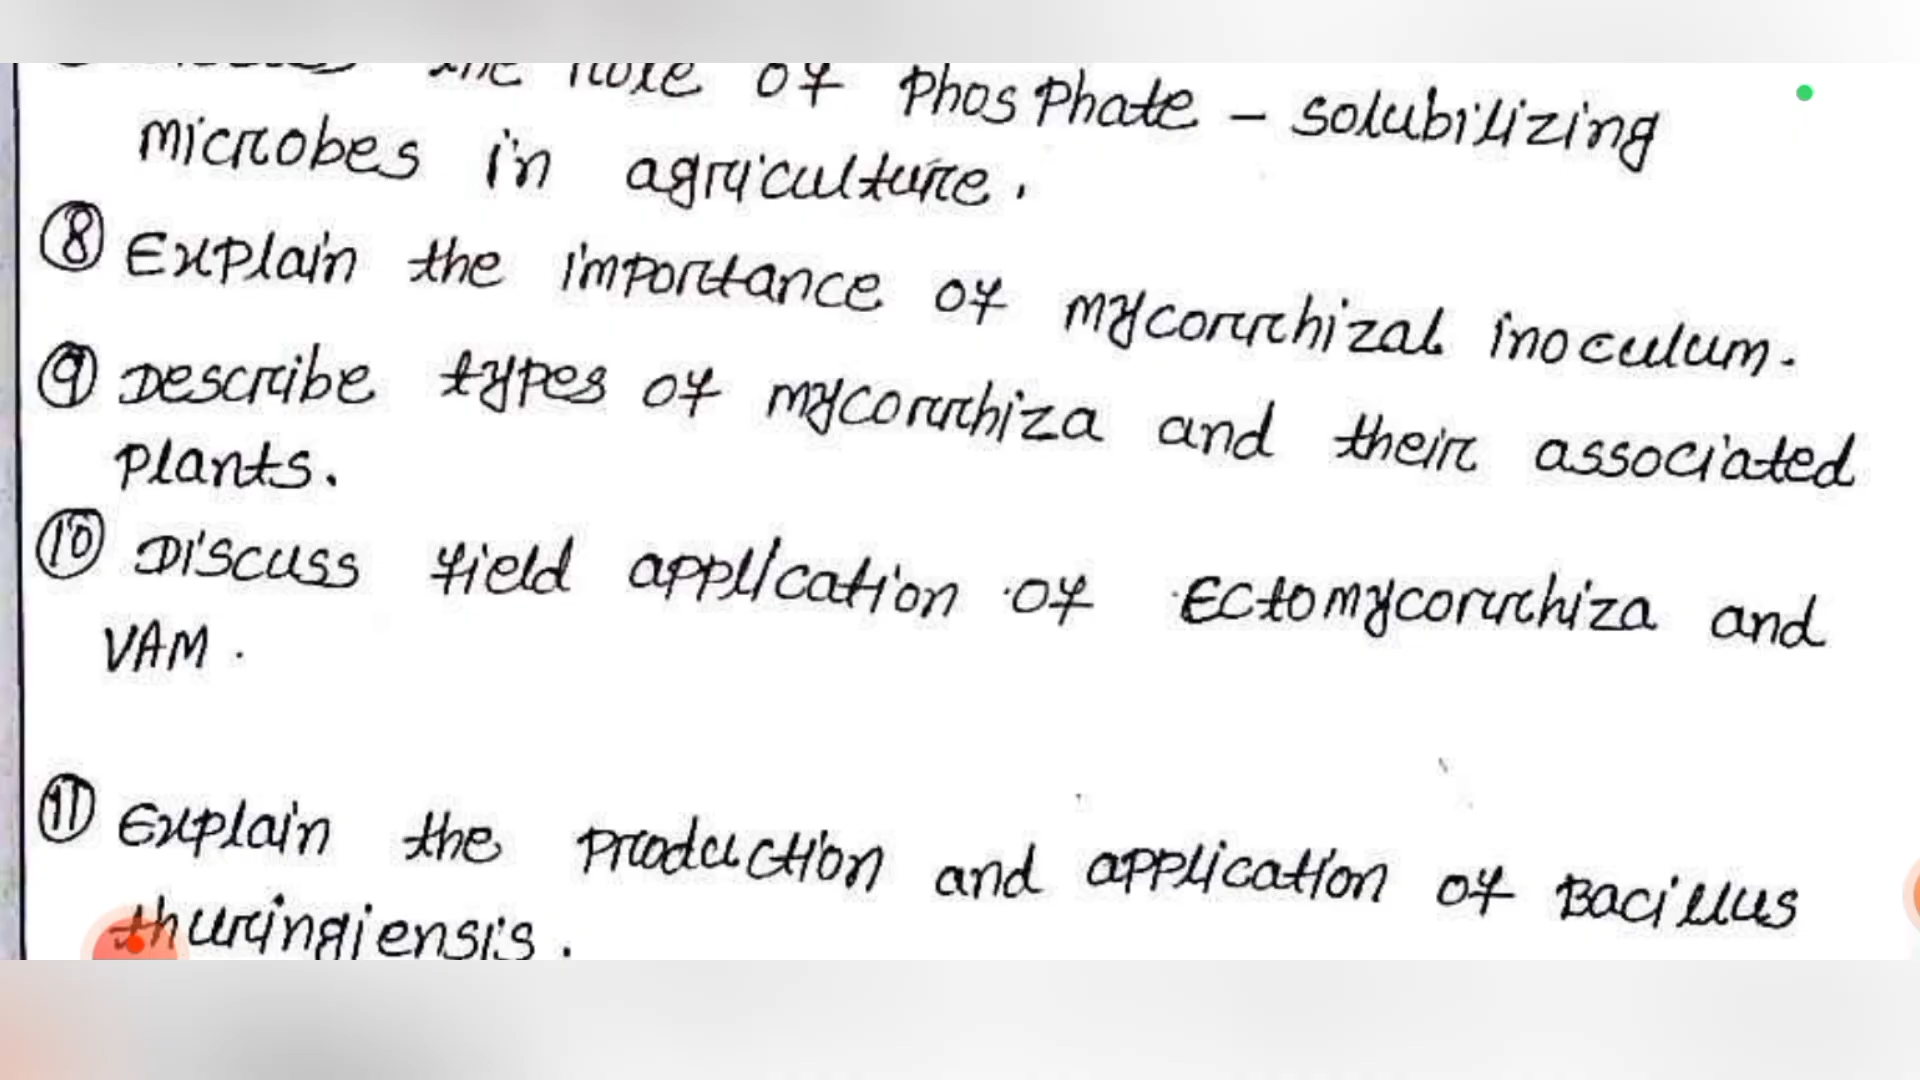 the role of Phosphate - solubilizing
microbes in agriculture.
⑧ Explain the importance of mycorrhizal inoculum.
⑨ Describe types of mycorrhiza and their associated
plants.
⑩ Discuss field application of Ectomycorrhiza and
VAM.
⑪ Explain the production and application of Bacillus
thuringiensis.